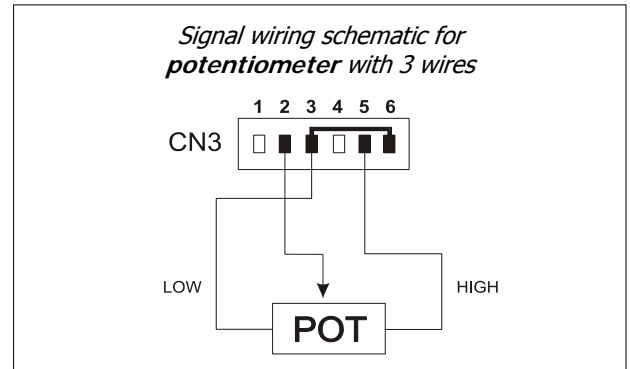 Signal wiring schematic for
potentiometer with 3 wires
1 2 3 4 5 6
CN3
LOW
HIGH
POT